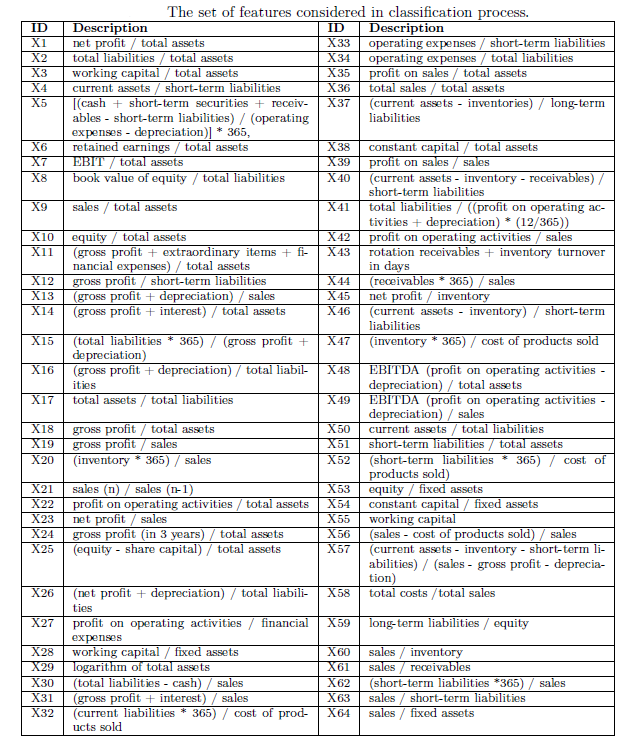 The set of features considered in classification process.
ID Description ID Description
X1 net profit / total assets X33 operating expenses / short-term liabilities
X2 total liabilities / total assets X34 operating expenses / total liabilities
X3 working capital / total assets X35 profit on sales / total assets
X4 current assets / short-term liabilities X36 total sales / total assets
X5 [(cash + short-term securities + receiv- X37 (current assets - inventories) / long-term
ables - short-term liabilities) / (operating liabilities
expenses - depreciation)] * 365,
X6 retained earnings / total assets X38 constant capital / total assets
X7 EBIT / total assets X39 profit on sales / sales
X8 book value of equity / total liabilities X40 (current assets - inventory - receivables) /
short-term liabilities
X9 sales / total assets X41 total liabilities / ((profit on operating ac-
tivities + depreciation) * (12/365))
X10 equity / total assets X42 profit on operating activities / sales
X11 (gross profit + extraordinary items + fi- X43 rotation receivables + inventory turnover
nancial expenses) / total assets in days
X12 gross profit / short-term liabilities X44 (receivables * 365) / sales
X13 (gross profit + depreciation) / sales X45 net profit / inventory
X14 (gross profit + interest) / total assets X46 (current assets - inventory) / short-term
liabilities
X15 (total liabilities * 365) / (gross profit + X47 (inventory * 365) / cost of products sold
depreciation)
X16 (gross profit + depreciation) / total liabil- X48 EBITDA (profit on operating activities -
ities depreciation) / total assets
X17 total assets / total liabilities X49 EBITDA (profit on operating activities -
depreciation) / sales
X18 gross profit / total assets X50 current assets / total liabilities
X19 gross profit / sales X51 short-term liabilities / total assets
X20 (inventory * 365) / sales X52 (short-term liabilities * 365) / cost of
products sold)
X21 sales (n) / sales (n-1) X53 equity / fixed assets
X22 profit on operating activities / total assets X54 constant capital / fixed assets
X23 net profit / sales X55 working capital
X24 gross profit (in 3 years) / total assets X56 (sales - cost of products sold) / sales
X25 (equity - share capital) / total assets X57 (current assets - inventory - short-term li-
abilities) / (sales - gross profit - deprecia-
tion)
X26 (net profit + depreciation) / total liabili- X58 total costs /total sales
ties
X27 profit on operating activities / financial X59 long-term liabilities / equity
expenses
X28 working capital / fixed assets X60 sales / inventory
X29 logarithm of total assets X61 sales / receivables
X30 (total liabilities - cash) / sales X62 (short-term liabilities *365) / sales
X31 (gross profit + interest) / sales X63 sales / short-term liabilities
X32 (current liabilities * 365) / cost of prod- X64 sales / fixed assets
ucts sold